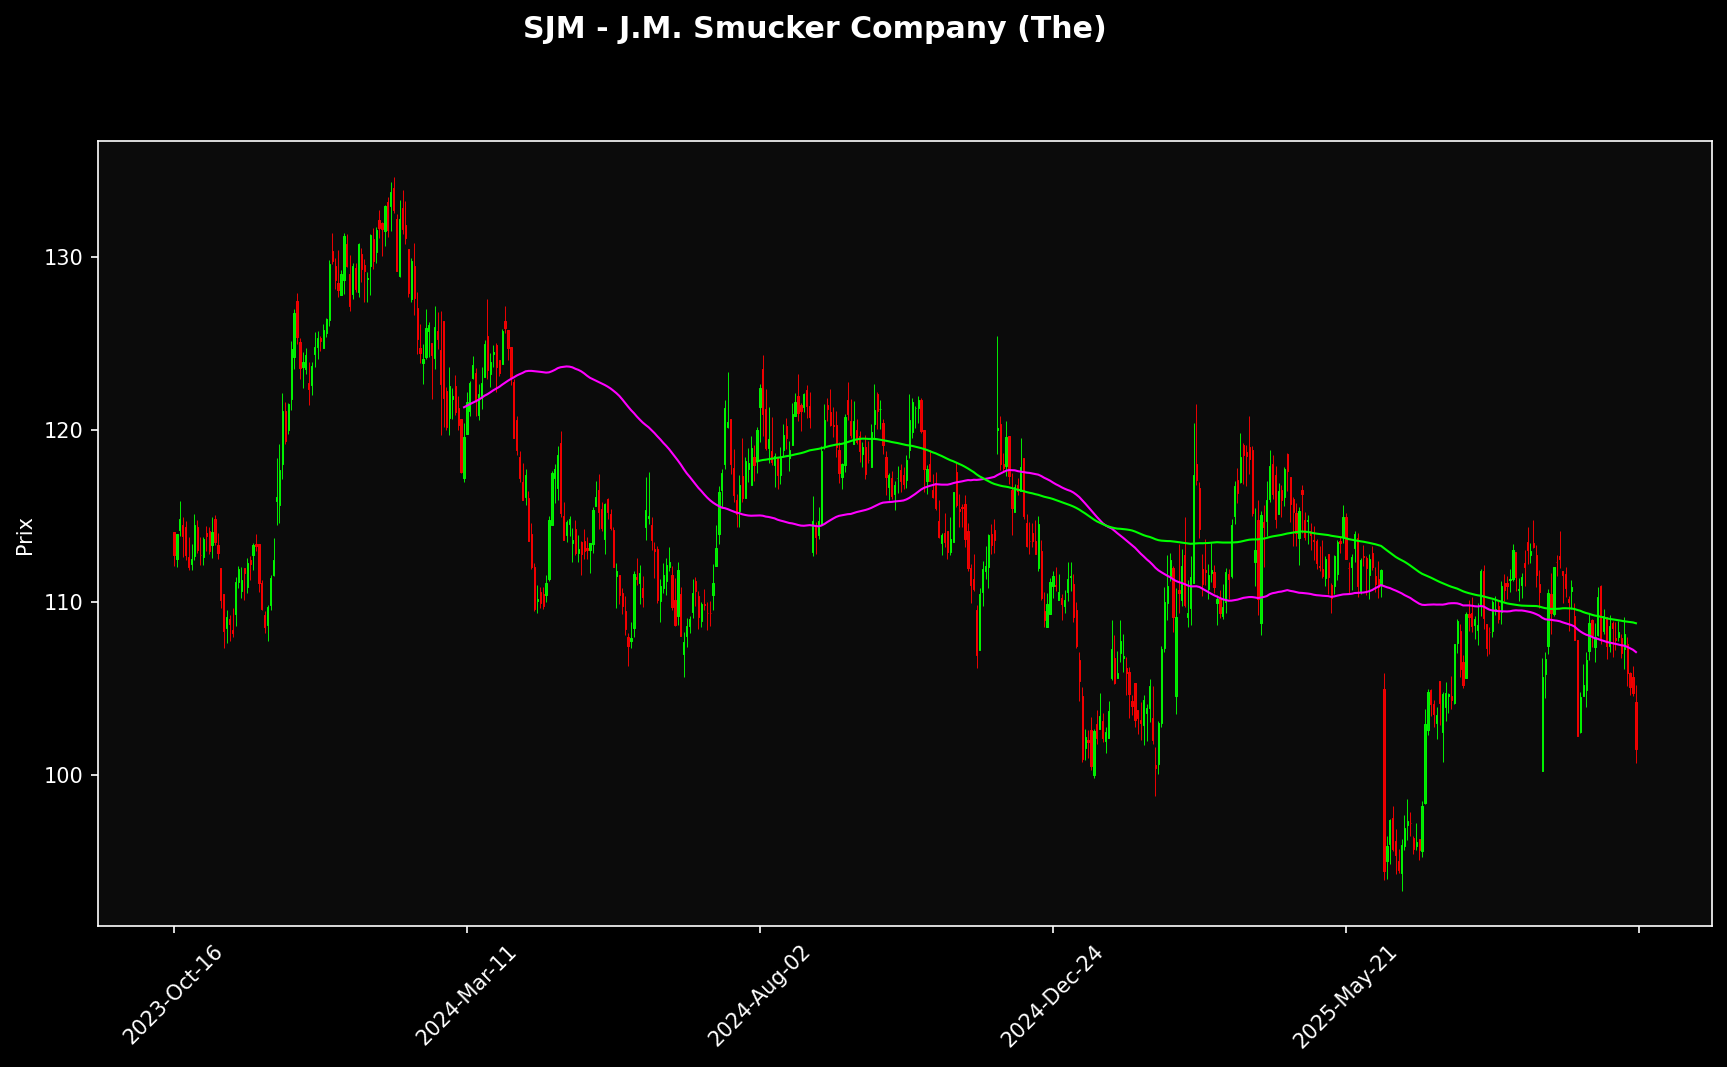 SJM - J.M. Smucker Company (The)
Prix
130
120
110
100
2023-Oct-16
2024-Mar-11
2024-Aug-02
2024-Dec-24
2025-May-21